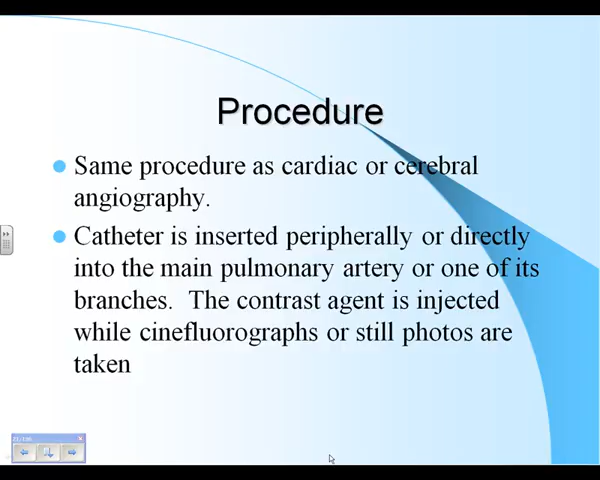 Procedure
Same procedure as cardiac or cerebral
angiography.
Catheter is inserted peripherally or directly
into the main pulmonary artery or one of its
branches.  The contrast agent is injected
while cinefluorographs or still photos are
taken